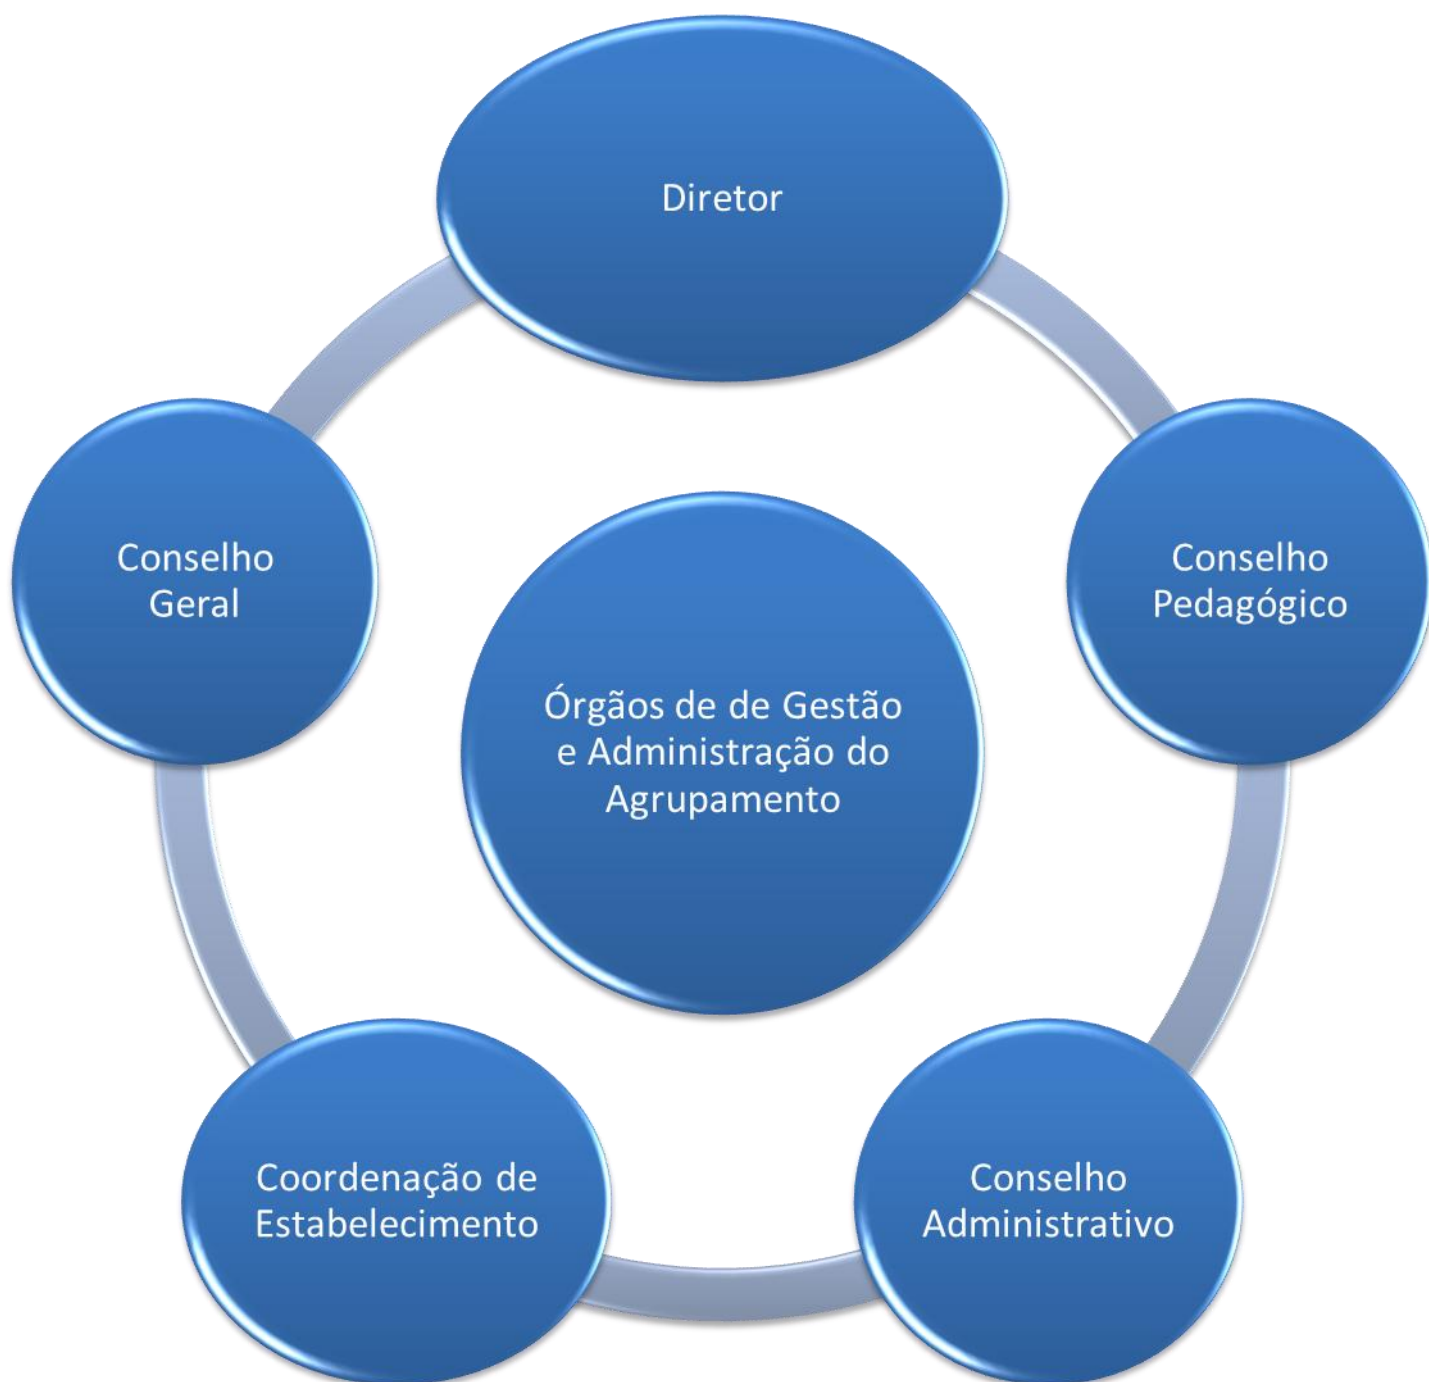 Diretor
Conselho
Geral
Conselho
Pedagógico
Órgãos de de Gestão
e Administração do
Agrupamento
Coordenação de
Estabelecimento
Conselho
Administrativo